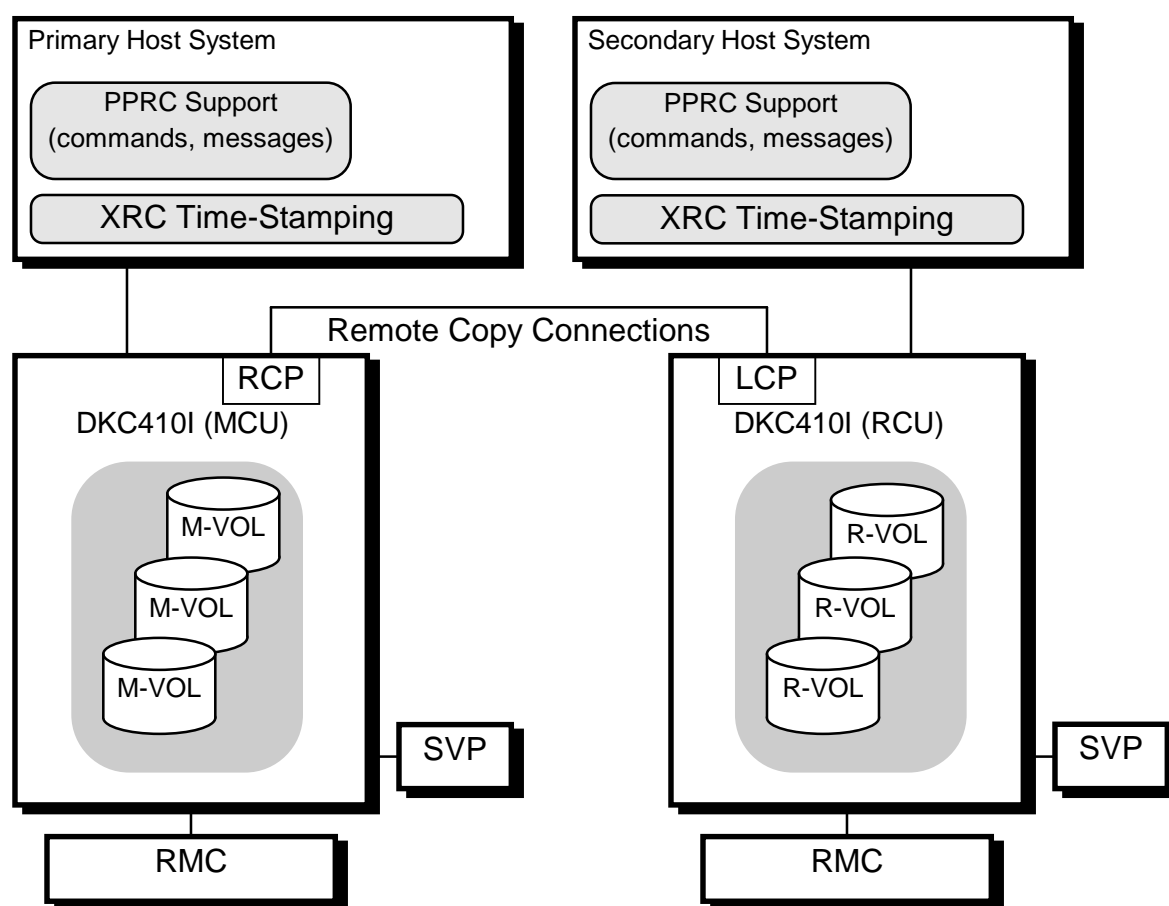 Primary Host System
PPRC Support
(commands, messages)
XRC Time-Stamping
Secondary Host System
PPRC Support
(commands, messages)
XRC Time-Stamping
Remote Copy Connections
RCP
DKC410I (MCU)
M-VOL
M-VOL
M-VOL
SVP
RMC
LCP
DKC410I (RCU)
R-VOL
R-VOL
R-VOL
SVP
RMC